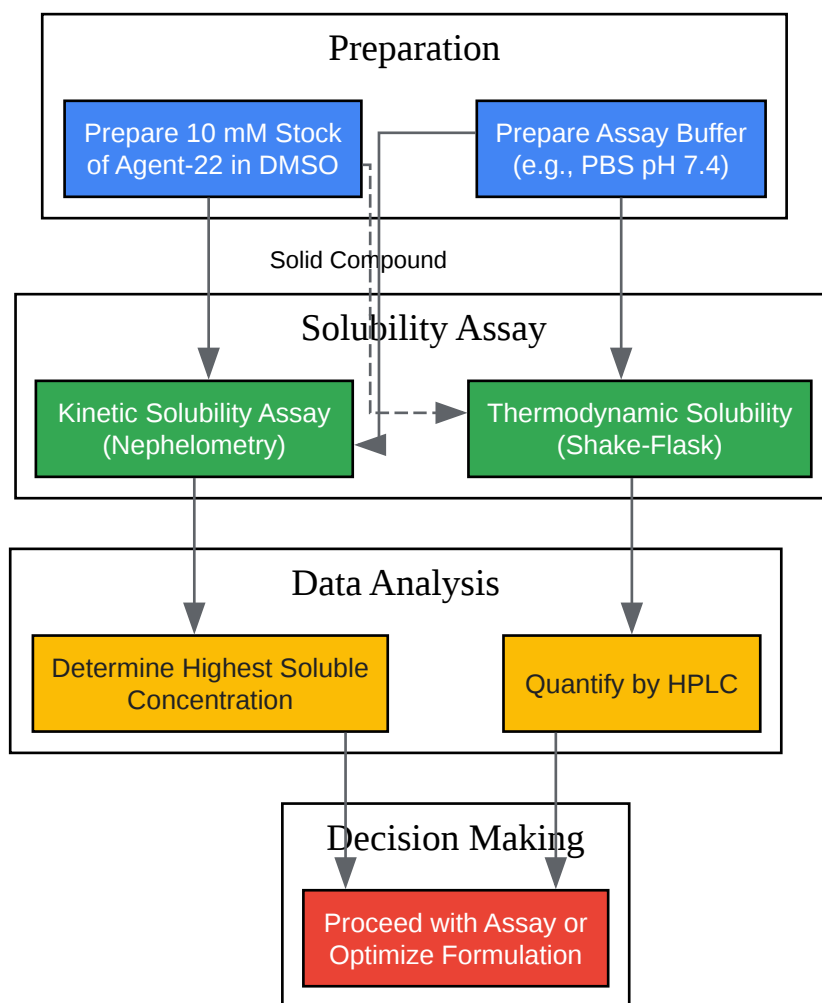 Preparation
Prepare 10 mM Stock
of Agent-22 in DMSO
Prepare Assay Buffer
(e.g., PBS pH 7.4)
Solid Compound
Solubility Assay
Kinetic Solubility Assay
(Nephelometry)
Thermodynamic Solubility
(Shake-Flask)
Data Analysis
Determine Highest Soluble
Concentration
Quantify by HPLC
Decision Making
Proceed with Assay or
Optimize Formulation